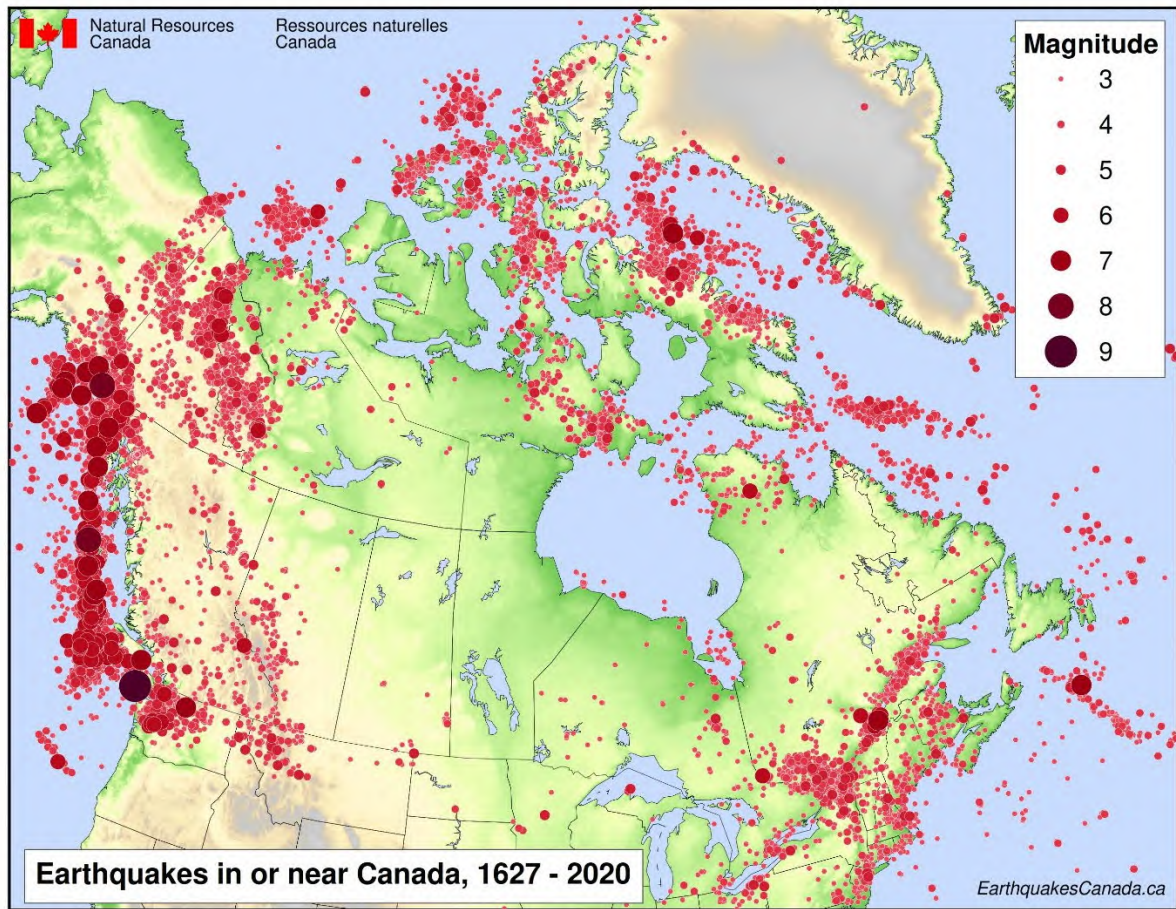 Natural Resources
Canada
Ressources naturelles
Canada
Magnitude
3
4
5
6
7
8
9
Earthquakes in or near Canada, 1627 - 2020
EarthquakesCanada.ca